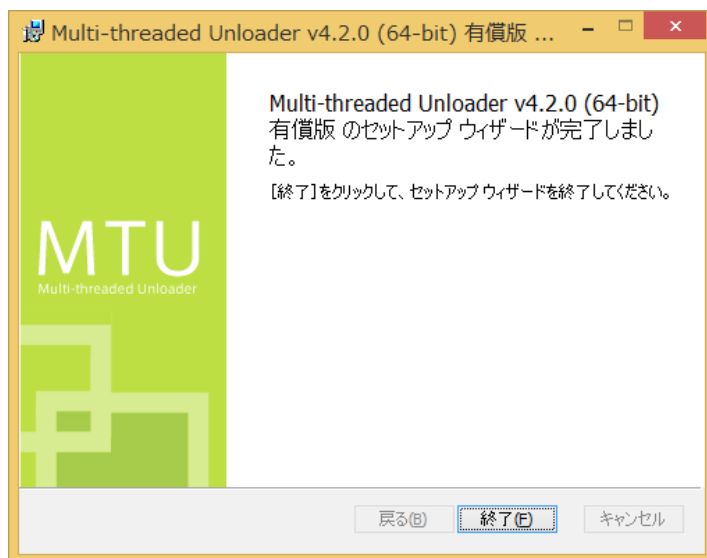 Multi-threaded Unloader v4.2.0 (64-bit) 有償版 ...
Multi-threaded Unloader v4.2.0 (64-bit)
有償版 のセットアップ ウィザードが完了しまし
た。
[終了]をクリックして、セットアップ ウィザードを終了してください。
MTU
Multi-threaded Unloader
戻る(B)
終了(F)
キャンセル